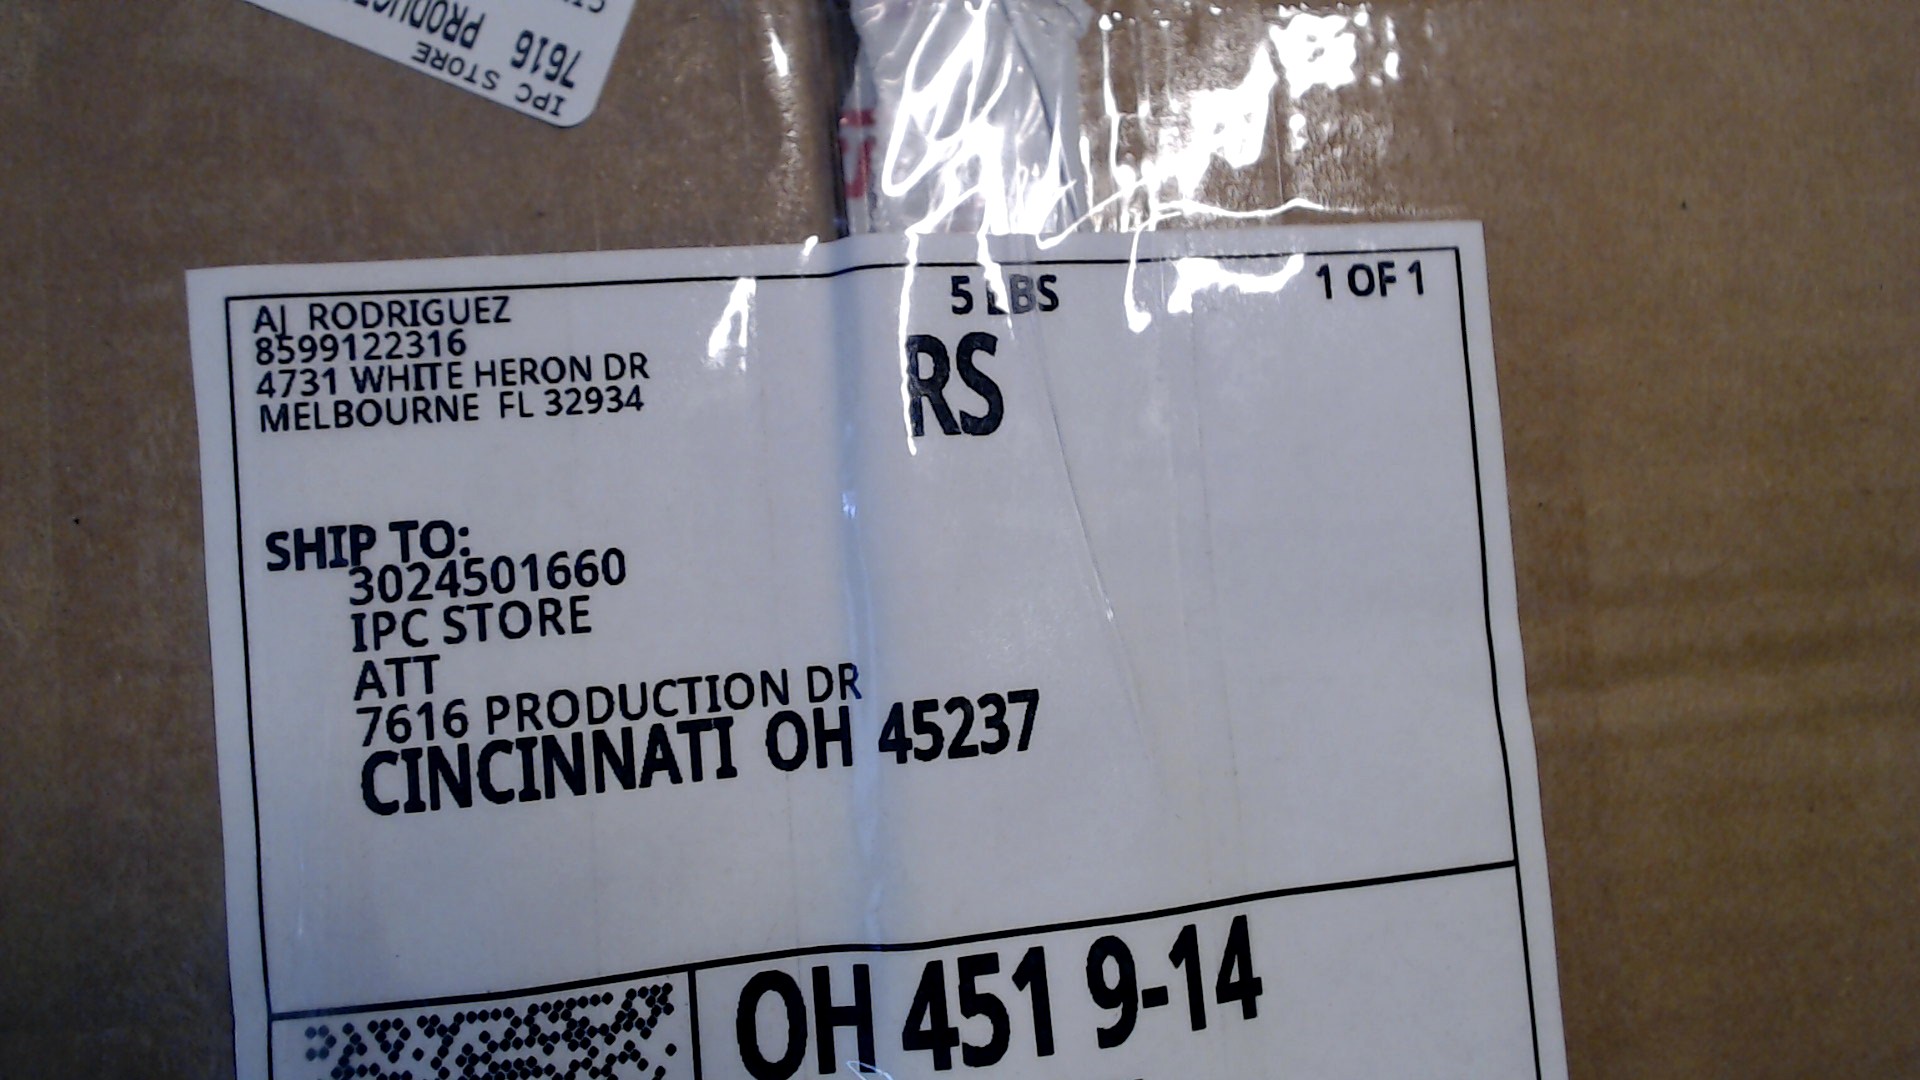 IPC STORE
7616 PRODUCTI
AJ RODRIGUEZ
8599122316
4731 WHITE HERON DR
MELBOURNE FL 32934
5 LBS
1 OF 1
RS
SHIP TO:
3024501660
IPC STORE
ATT
7616 PRODUCTION DR
CINCINNATI OH 45237
OH 451 9-14